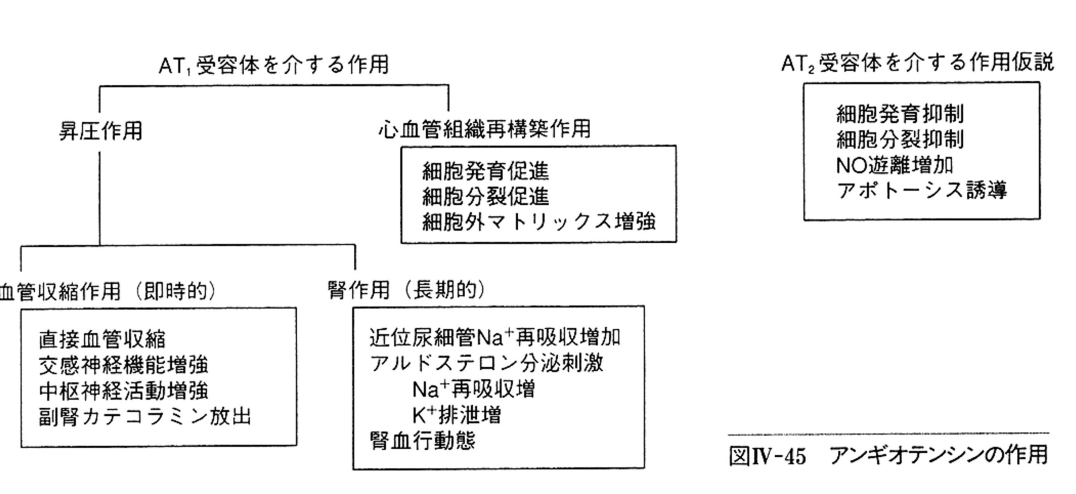 AT₁受容体を介する作用
昇圧作用
心血管組織再構築作用
細胞発育促進
細胞分裂促進
細胞外マトリックス増強
血管収縮作用（即時的）
直接血管収縮
交感神経機能増強
中枢神経活動増強
副腎カテコラミン放出
腎作用（長期的）
近位尿細管Na⁺再吸収増加
アルドステロン分泌刺激
Na⁺再吸収増
K⁺排泄増
腎血行動態
AT₂受容体を介する作用仮説
細胞発育抑制
細胞分裂抑制
NO遊離増加
アポトーシス誘導
図Ⅳ-45　アンギオテンシンの作用